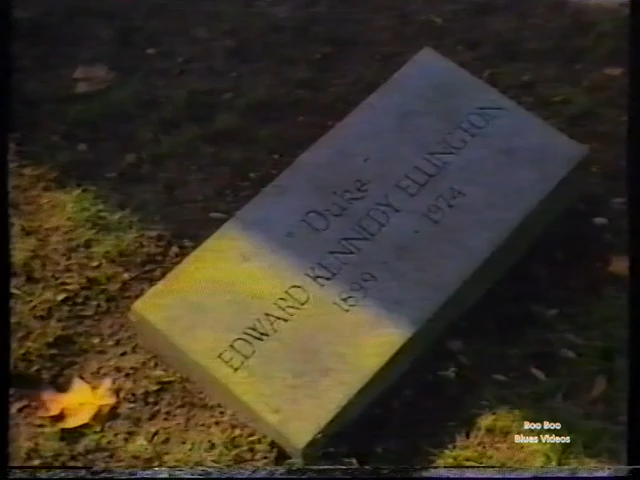 "Duke"
EDWARD KENNEDY ELLINGTON
1899 - 1974
Boo Boo
Blues Videos